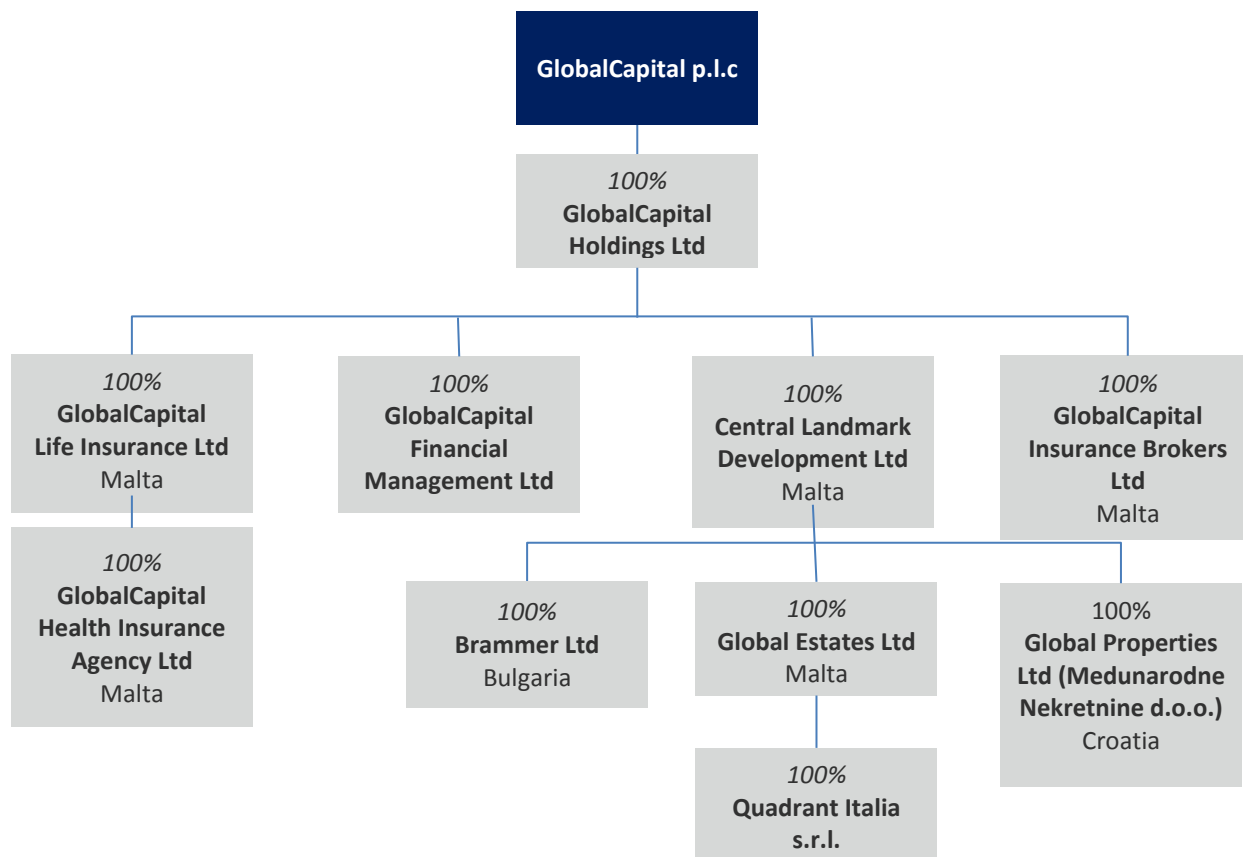 GlobalCapital p.l.c
100%
GlobalCapital
Holdings Ltd
100%
GlobalCapital
Life Insurance Ltd
Malta
100%
GlobalCapital
Financial
Management Ltd
100%
Central Landmark
Development Ltd
Malta
100%
GlobalCapital
Insurance Brokers
Ltd
Malta
100%
GlobalCapital
Health Insurance
Agency Ltd
Malta
100%
Brammer Ltd
Bulgaria
100%
Global Estates Ltd
Malta
100%
Global Properties
Ltd (Medunarodne
Nekretnine d.o.o.)
Croatia
100%
Quadrant Italia
s.r.l.